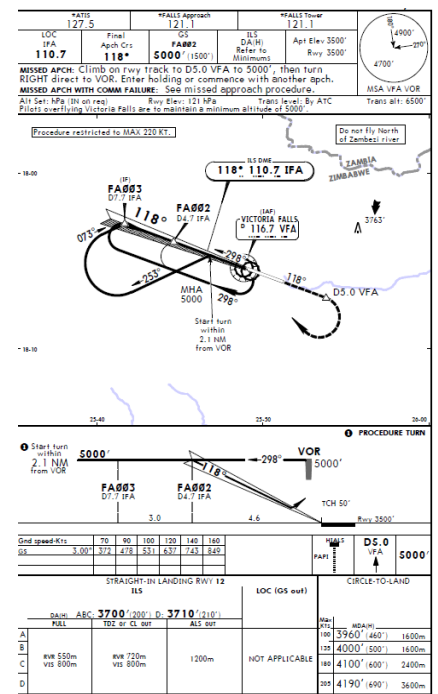 *ATIS
127.5
*FALLS Approach
121.1
*FALLS Tower
121.1
LOC
IFA
110.7
Final
Apch Crs
118°
GS
FAØØ2
5000'(1500')
ILS
DA(H)
Refer to
Minimums
Apt Elev 3500'
Rwy 3500'
MISSED APCH: Climb on rwy track to D5.0 VFA to 5000', then turn
RIGHT direct to VOR. Enter holding or commence with another apch.
MISSED APCH WITH COMM FAILURE: See missed approach procedure.
Alt Set: hPa (IN on req) Rwy Elev: 121 hPa Trans level: By ATC Trans alt: 6500'
Pilots overflying Victoria Falls are to maintain a minimum altitude of 5000'.
4900'
270°
4700'
MSA VFA VOR
Procedure restricted to MAX 220 KT.
Do not fly North
of Zambezi river
ZAMBIA
ZIMBABWE
-18-00
ILS DME
118° 110.7 IFA
(IF)
FAØØ3
D7.7 IFA
118°
FAØØ2
D4.7 IFA
(IAF)
VICTORIA FALLS
D 116.7 VFA
3763'
073°
253°
298°
298°
118°
D5.0 VFA
MHA
5000
Start turn
within
2.1 NM
from VOR
-18-10
25-40
25-50
26-00
1 PROCEDURE TURN
1 Start turn
within
2.1 NM
from VOR
5000'
298°
VOR
5000'
118°
FAØØ3
D7.7 IFA
FAØØ2
D4.7 IFA
TCH 50'
3.0
4.6
Rwy 3500'
Gnd speed-Kts 70 90 100 120 140 160
GS 3.00° 372 478 531 637 743 849
HIALS
PAPI
D5.0
VFA
5000'
STRAIGHT-IN LANDING RWY 12
CIRCLE-TO-LAND
ILS
LOC (GS out)
DA(H) ABC: 3700'(200') D: 3710'(210')
FULL TDZ or CL out ALS out
Max
Kts MDA(H)
A
B
C
D
RVR 550m
VIS 800m
RVR 720m
VIS 800m
1200m
NOT APPLICABLE
100 3960'(460') 1600m
135 4000'(500') 1600m
180 4100'(600') 2400m
205 4190'(690') 3600m